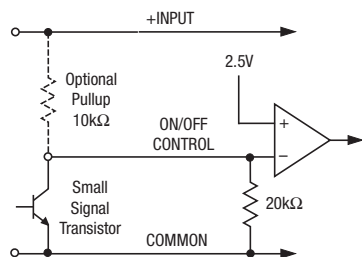 +INPUT
Optional
Pullup
10kΩ
2.5V
ON/OFF
CONTROL
+
−
Small
Signal
Transistor
20kΩ
COMMON